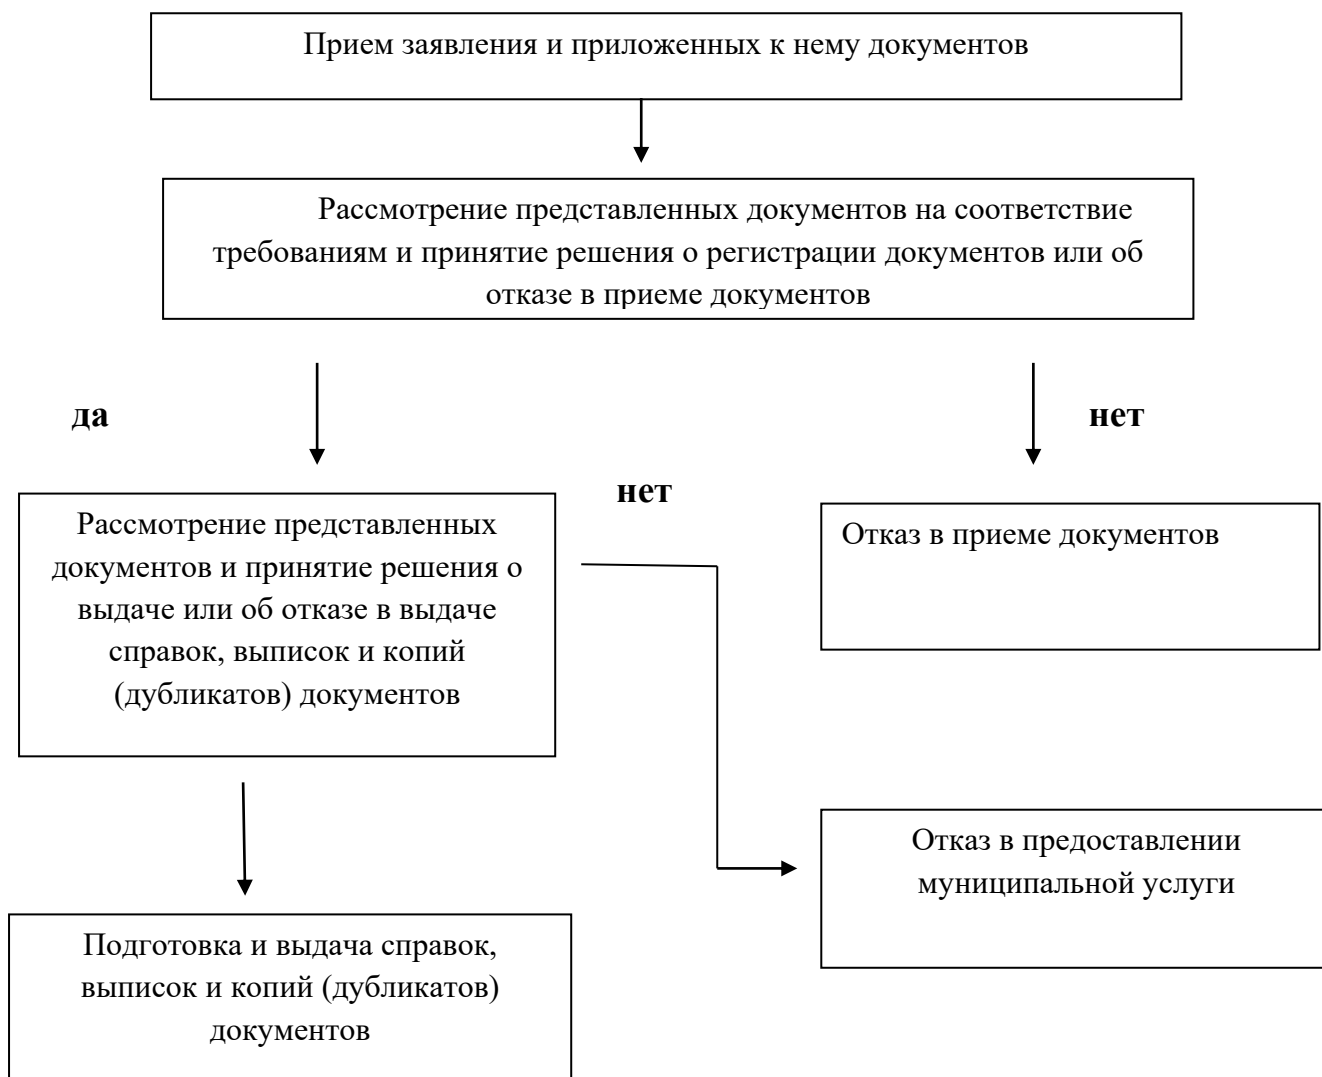 Прием заявления и приложенных к нему документов
Рассмотрение представленных документов на соответствие
требованиям и принятие решения о регистрации документов или об
отказе в приеме документов
да
нет
нет
Рассмотрение представленных
документов и принятие решения о
выдаче или об отказе в выдаче
справок, выписок и копий
(дубликатов) документов
Отказ в приеме документов
Отказ в предоставлении
муниципальной услуги
Подготовка и выдача справок,
выписок и копий (дубликатов)
документов